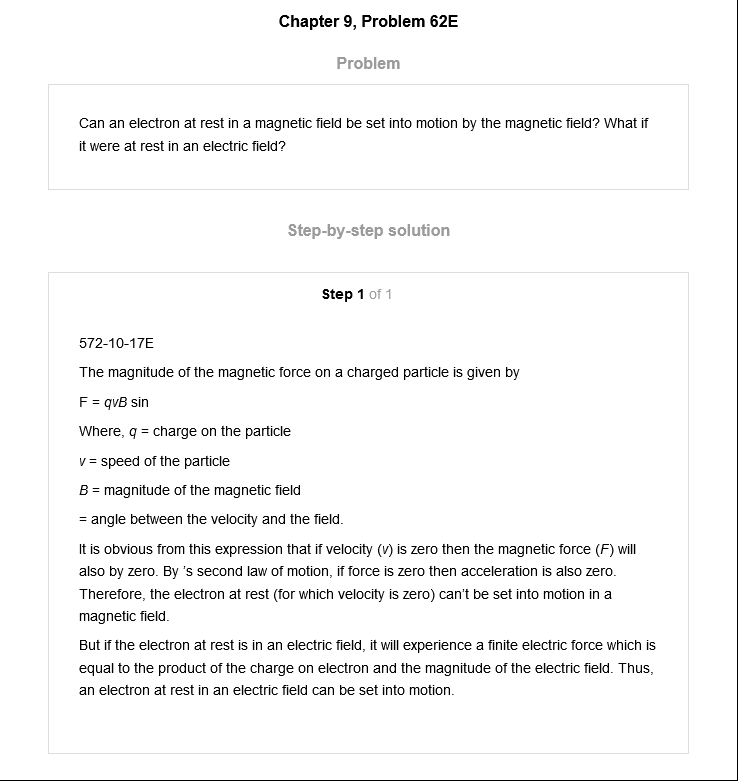 Chapter 9, Problem 62E
Problem
Can an electron at rest in a magnetic field be set into motion by the magnetic field? What if
it were at rest in an electric field?
Step-by-step solution
Step 1 of 1
572-10-17E
The magnitude of the magnetic force on a charged particle is given by
F = qvB sin
Where, q = charge on the particle
v = speed of the particle
B = magnitude of the magnetic field
= angle between the velocity and the field.
It is obvious from this expression that if velocity (v) is zero then the magnetic force (F) will
also by zero. By 's second law of motion, if force is zero then acceleration is also zero.
Therefore, the electron at rest (for which velocity is zero) can't be set into motion in a
magnetic field.
But if the electron at rest is in an electric field, it will experience a finite electric force which is
equal to the product of the charge on electron and the magnitude of the electric field. Thus,
an electron at rest in an electric field can be set into motion.